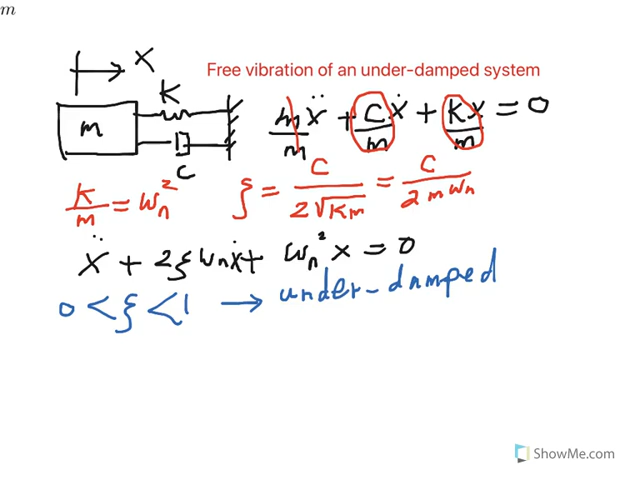 m
X
Free vibration of an under-damped system
K
m
C
mẍ/m + Cẋ/m + Kx/m = 0
K/m = ωn² ξ = C/2√Km = C/2mωn
ẍ + 2ξωnẋ + ωn²x = 0
0 < ξ < 1 → under-damped
ShowMe.com